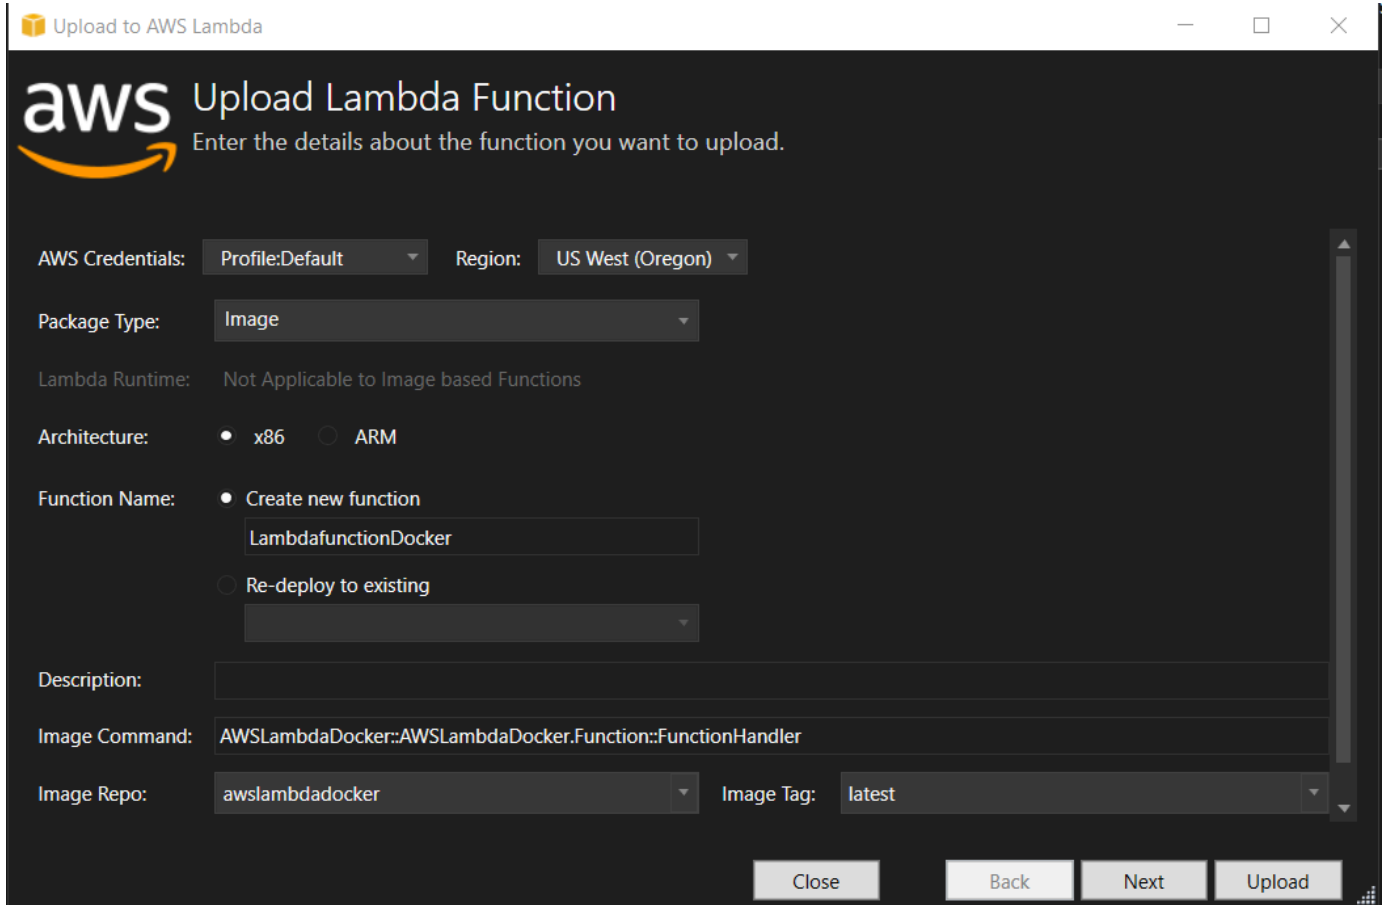 Upload to AWS Lambda
aws
Upload Lambda Function
Enter the details about the function you want to upload.
AWS Credentials: Profile:Default Region: US West (Oregon)
Package Type: Image
Lambda Runtime: Not Applicable to Image based Functions
Architecture: x86 ARM
Function Name: Create new function
LambdafunctionDocker
Re-deploy to existing
Description:
Image Command: AWSLambdaDocker::AWSLambdaDocker.Function::FunctionHandler
Image Repo: awslambdadocker Image Tag: latest
Close Back Next Upload